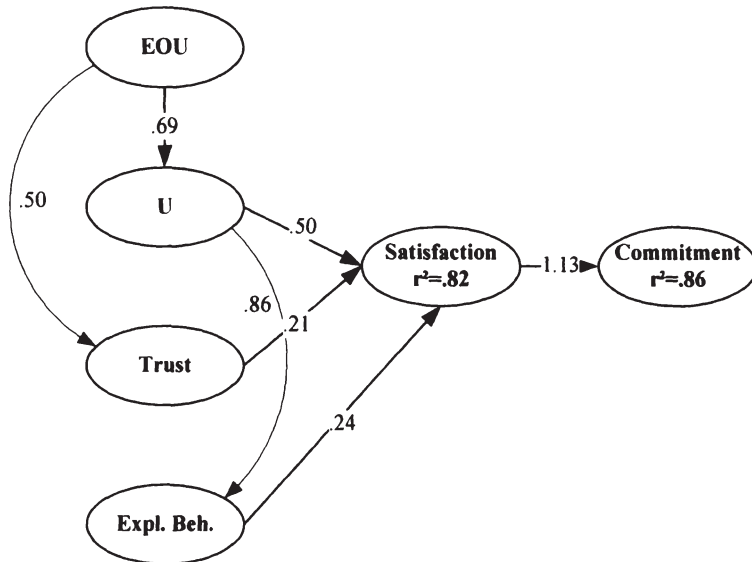 EOU
.69
U
.50
.50
Satisfaction
r²=.82
1.13
Commitment
r²=.86
.86
.21
Trust
.24
Expl. Beh.